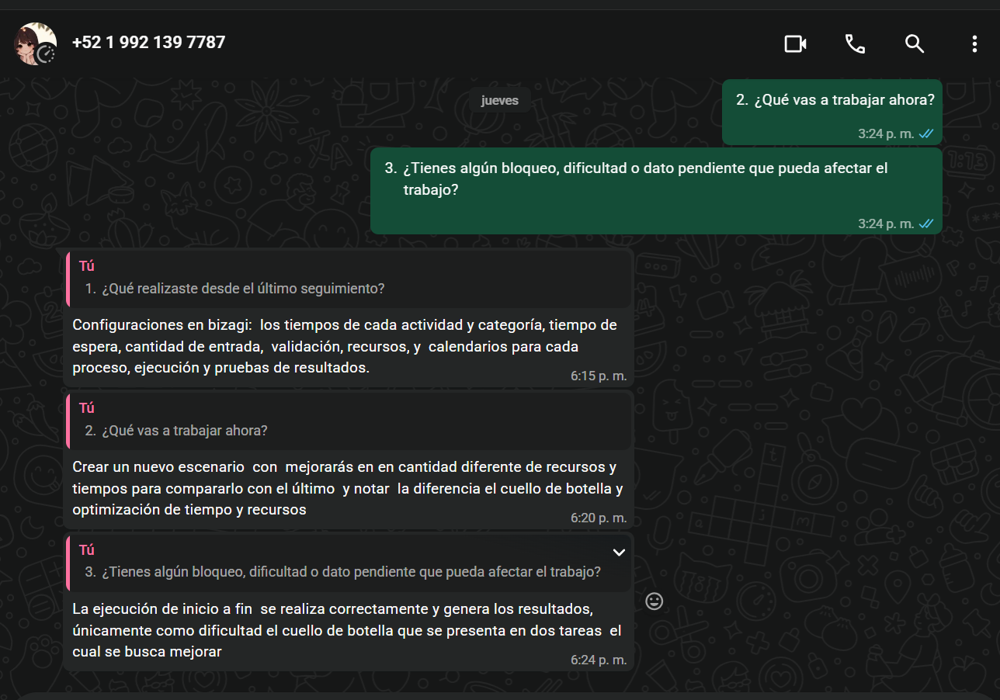 +52 1 992 139 7787
jueves
2. ¿Qué vas a trabajar ahora?
3:24 p. m.
3. ¿Tienes algún bloqueo, dificultad o dato pendiente que pueda afectar el
trabajo?
3:24 p. m.
Tú
1. ¿Qué realizaste desde el último seguimiento?
Configuraciones en bizagi:  los tiempos de cada actividad y categoría, tiempo de
espera, cantidad de entrada,  validación, recursos, y  calendarios para cada
proceso, ejecución y pruebas de resultados.
6:15 p. m.
Tú
2. ¿Qué vas a trabajar ahora?
Crear un nuevo escenario  con  mejorarás en en cantidad diferente de recursos y
tiempos para compararlo con el último  y notar  la diferencia el cuello de botella y
optimización de tiempo y recursos
6:20 p. m.
Tú
3. ¿Tienes algún bloqueo, dificultad o dato pendiente que pueda afectar el trabajo?
La ejecución de inicio a fin  se realiza correctamente y genera los resultados,
únicamente como dificultad el cuello de botella que se presenta en dos tareas  el
cual se busca mejorar
6:24 p. m.